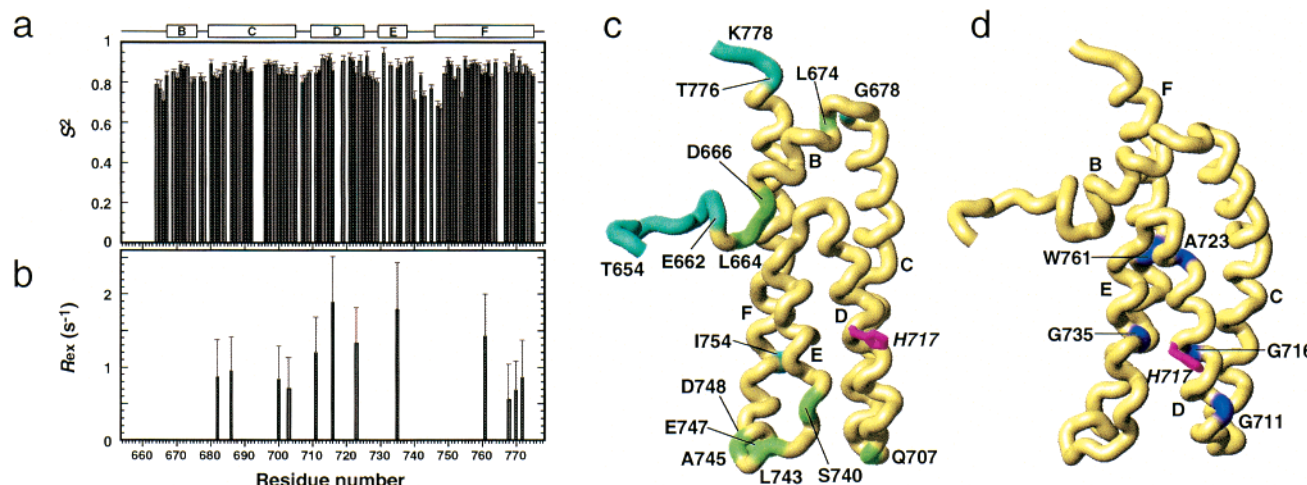 a
B C D E F
1
0.8
0.6
0.4
0.2
0
S2
b
2
1
0
Rex (s-1)
660 670 680 690 700 710 720 730 740 750 760 770
Residue number
c
K778
T776
L674
G678
D666
B
T654
E662
L664
C
F
D
I754
E
H717
D748
E747
A745
L743
S740
Q707
d
F
B
W761
A723
E
C
G735
G716
H717
D
G711